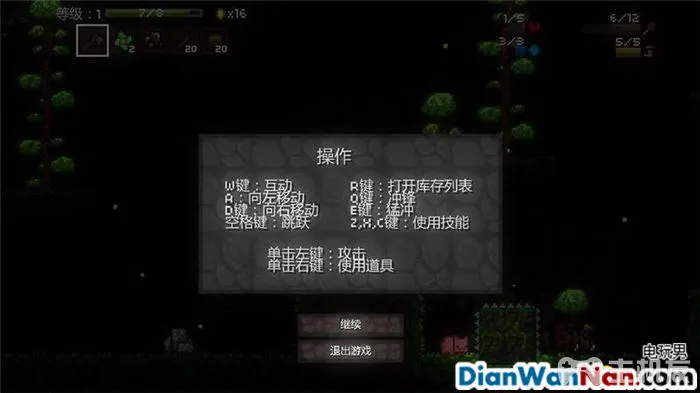 等级：1
7/8
x16
1/5
6/12
3/3
5/5
2
20
20
操作
W键：互动
R键：打开库存列表
A：向左移动
Q键：冲锋
D键：向右移动
E键：猛冲
空格键：跳跃
Z,X,C键：使用技能
单击左键：攻击
单击右键：使用道具
继续
退出游戏
电玩男
DianWanNan.com